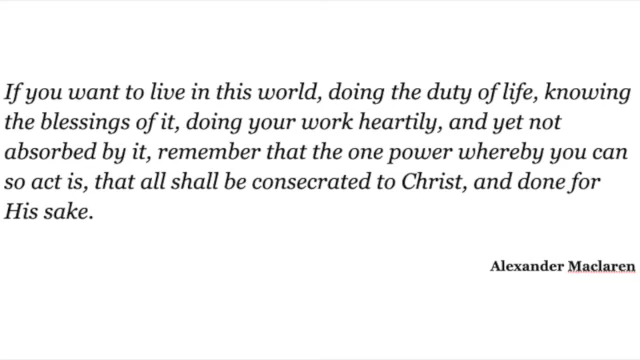 If you want to live in this world, doing the duty of life, knowing
the blessings of it, doing your work heartily, and yet not
absorbed by it, remember that the one power whereby you can
so act is, that all shall be consecrated to Christ, and done for
His sake.
Alexander Maclaren